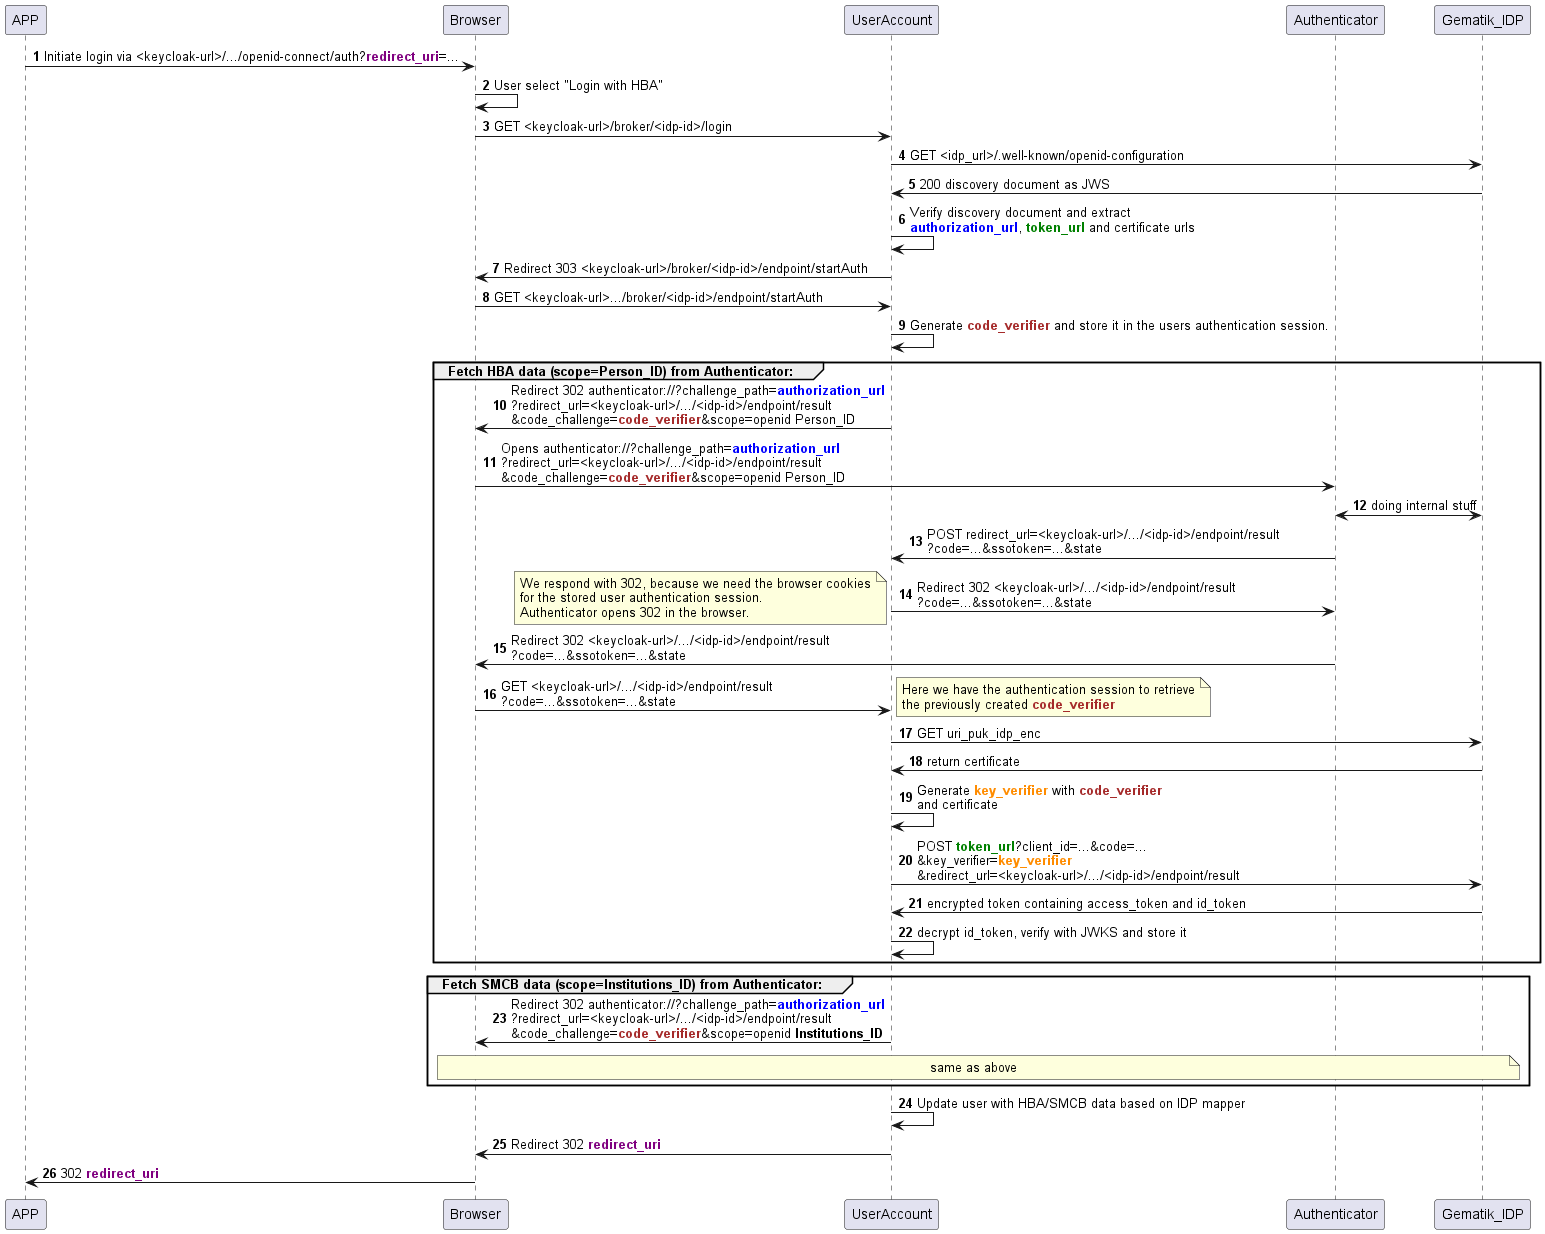 APP Browser UserAccount Authenticator Gematik_IDP
1 Initiate login via <keycloak-url>/.../openid-connect/auth?redirect_uri=...
2 User select "Login with HBA"
3 GET <keycloak-url>/broker/<idp-id>/login
4 GET <idp_url>/.well-known/openid-configuration
5 200 discovery document as JWS
6 Verify discovery document and extract
authorization_url, token_url and certificate urls
7 Redirect 303 <keycloak-url>/broker/<idp-id>/endpoint/startAuth
8 GET <keycloak-url>.../broker/<idp-id>/endpoint/startAuth
9 Generate code_verifier and store it in the users authentication session.
Fetch HBA data (scope=Person_ID) from Authenticator:
Redirect 302 authenticator://?challenge_path=authorization_url
10 ?redirect_url=<keycloak-url>/.../<idp-id>/endpoint/result
&code_challenge=code_verifier&scope=openid Person_ID
Opens authenticator://?challenge_path=authorization_url
11 ?redirect_url=<keycloak-url>/.../<idp-id>/endpoint/result
&code_challenge=code_verifier&scope=openid Person_ID
12 doing internal stuff
13 POST redirect_url=<keycloak-url>/.../<idp-id>/endpoint/result
?code=...&ssotoken=...&state
We respond with 302, because we need the browser cookies
for the stored user authentication session.
Authenticator opens 302 in the browser.
14 Redirect 302 <keycloak-url>/.../<idp-id>/endpoint/result
?code=...&ssotoken=...&state
15 Redirect 302 <keycloak-url>/.../<idp-id>/endpoint/result
?code=...&ssotoken=...&state
16 GET <keycloak-url>/.../<idp-id>/endpoint/result
?code=...&ssotoken=...&state
Here we have the authentication session to retrieve
the previously created code_verifier
17 GET uri_puk_idp_enc
18 return certificate
19 Generate key_verifier with code_verifier
and certificate
POST token_url?client_id=...&code=...
20 &key_verifier=key_verifier
&redirect_url=<keycloak-url>/.../<idp-id>/endpoint/result
21 encrypted token containing access_token and id_token
22 decrypt id_token, verify with JWKS and store it
Fetch SMCB data (scope=Institutions_ID) from Authenticator:
Redirect 302 authenticator://?challenge_path=authorization_url
23 ?redirect_url=<keycloak-url>/.../<idp-id>/endpoint/result
&code_challenge=code_verifier&scope=openid Institutions_ID
same as above
24 Update user with HBA/SMCB data based on IDP mapper
25 Redirect 302 redirect_uri
26 302 redirect_uri
APP Browser UserAccount Authenticator Gematik_IDP